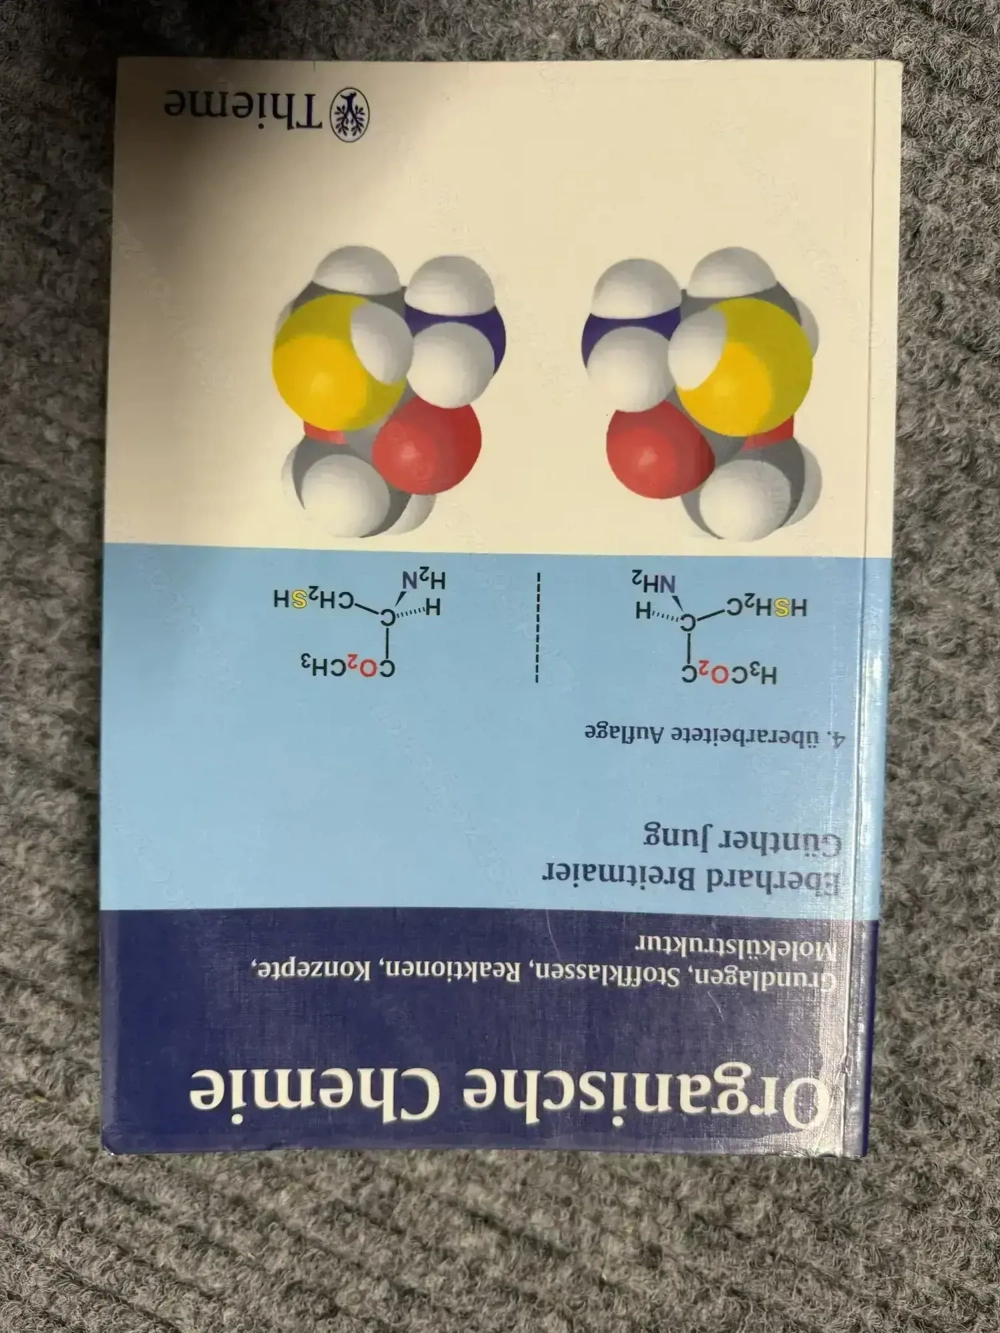 Organische Chemie
Grundlagen, Stoffklassen, Reaktionen, Konzepte,
Molekülstruktur
Eberhard Breitmaier
Günther Jung
4. überarbeitete Auflage
H₃CO₂C CO₂CH₃
HSH₂C C H H C CH₂SH
NH₂ H₂N
Thieme